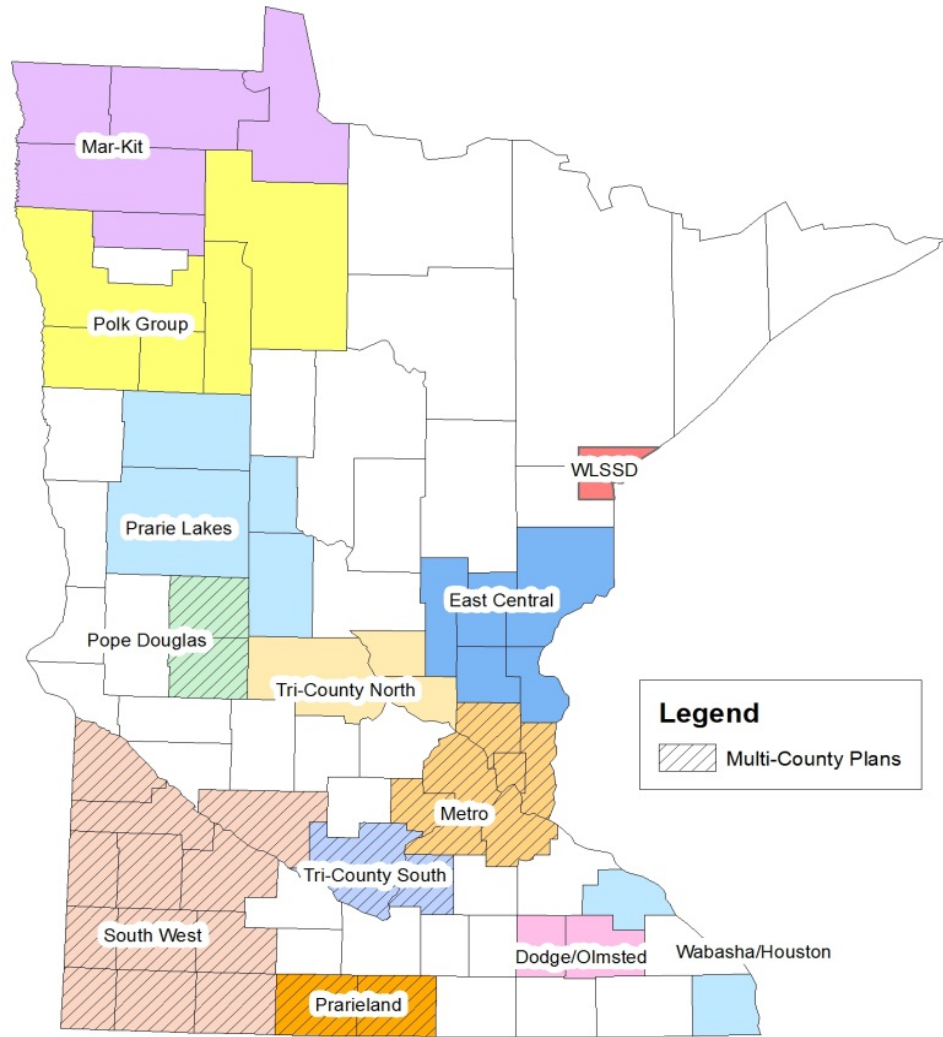 Mar-Kit
Polk Group
WLSSD
Prarie Lakes
East Central
Pope Douglas
Tri-County North
Legend
Multi-County Plans
Metro
Tri-County South
South West
Dodge/Olmsted
Wabasha/Houston
Prarieland